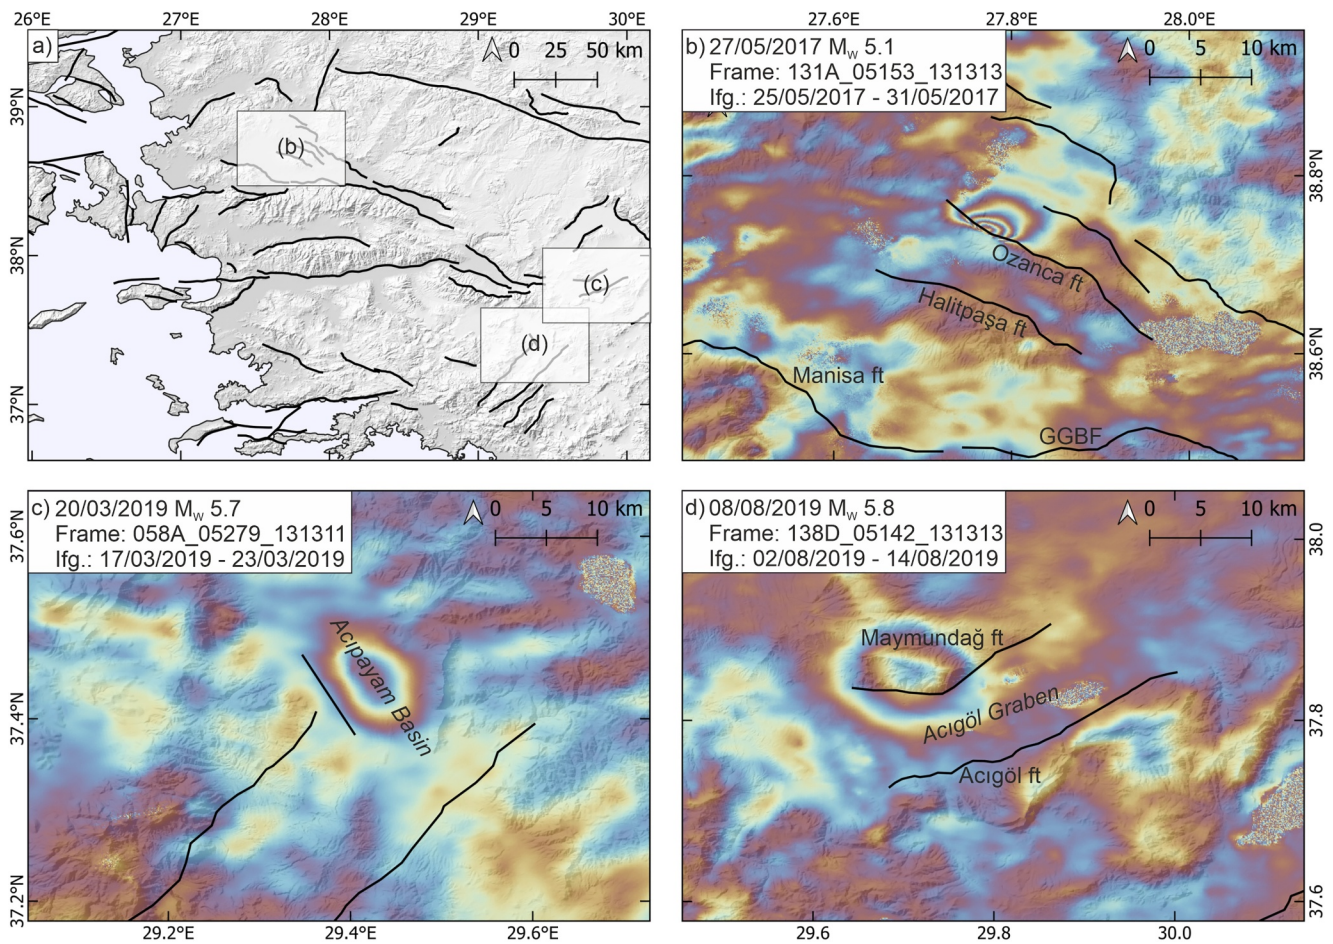 26°E 27°E 28°E 29°E 30°E
a)
0 25 50 km
39°N
38°N
37°N
(b)
(c)
(d)
27.6°E 27.8°E 28.0°E
b) 27/05/2017 Mw 5.1
Frame: 131A_05153_131313
Ifg.: 25/05/2017 - 31/05/2017
0 5 10 km
38.8°N
38.6°N
Ozanca ft
Halitpaşa ft
Manisa ft
GGBF
c) 20/03/2019 Mw 5.7
Frame: 058A_05279_131311
Ifg.: 17/03/2019 - 23/03/2019
0 5 10 km
37.6°N
37.4°N
37.2°N
Acıpayam Basin
29.2°E 29.4°E 29.6°E
d) 08/08/2019 Mw 5.8
Frame: 138D_05142_131313
Ifg.: 02/08/2019 - 14/08/2019
0 5 10 km
38.0
37.8
37.6
Maymundağ ft
Acıgöl Graben
Acıgöl ft
29.6 29.8 30.0